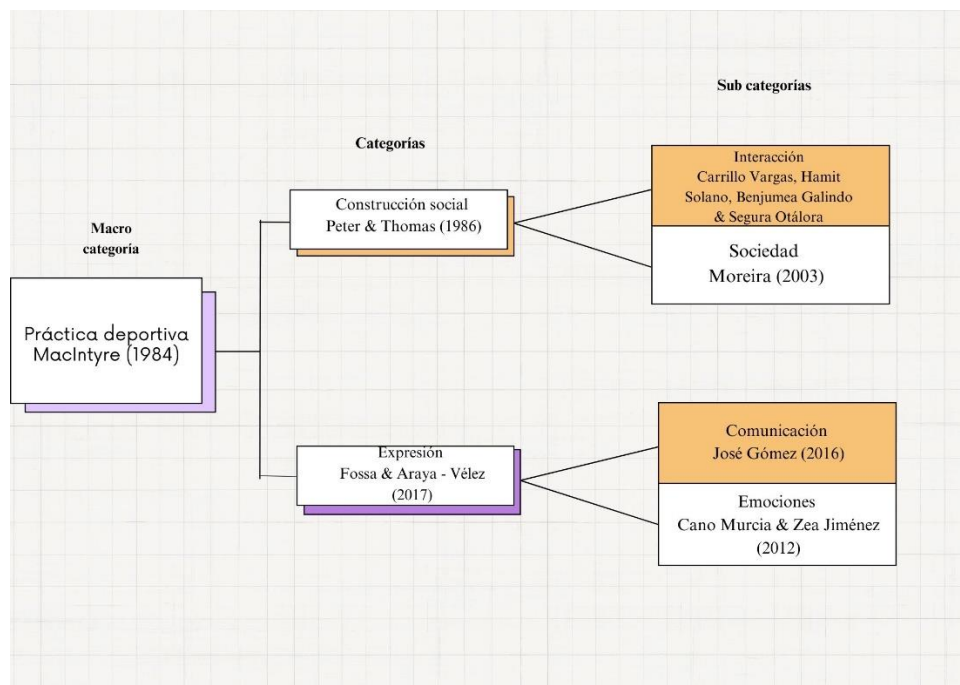 Sub categorías
Categorías
Macro
categoría
Práctica deportiva
MacIntyre (1984)
Construcción social
Peter & Thomas (1986)
Interacción
Carrillo Vargas, Hamit
Solano, Benjumea Galindo
& Segura Otálora
Sociedad
Moreira (2003)
Expresión
Fossa & Araya - Vélez
(2017)
Comunicación
José Gómez (2016)
Emociones
Cano Murcia & Zea Jiménez
(2012)